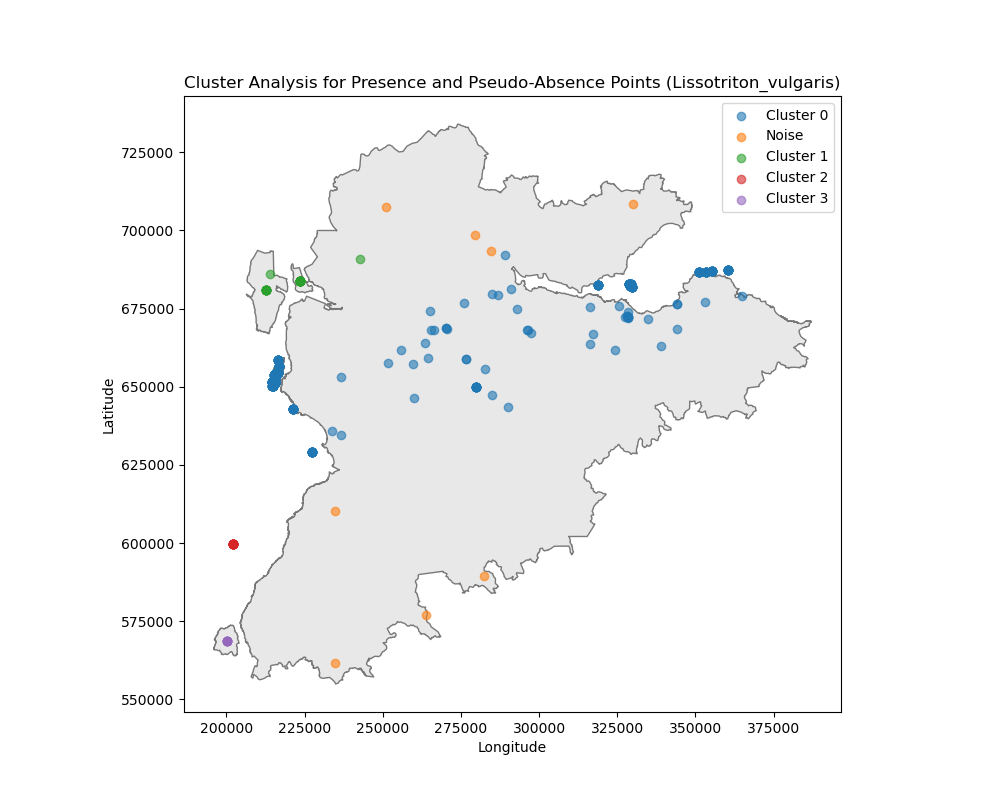 Cluster Analysis for Presence and Pseudo-Absence Points (Lissotriton_vulgaris)
Cluster 0
Noise
Cluster 1
Cluster 2
Cluster 3
725000
700000
675000
650000
625000
600000
575000
550000
Latitude
200000 225000 250000 275000 300000 325000 350000 375000
Longitude